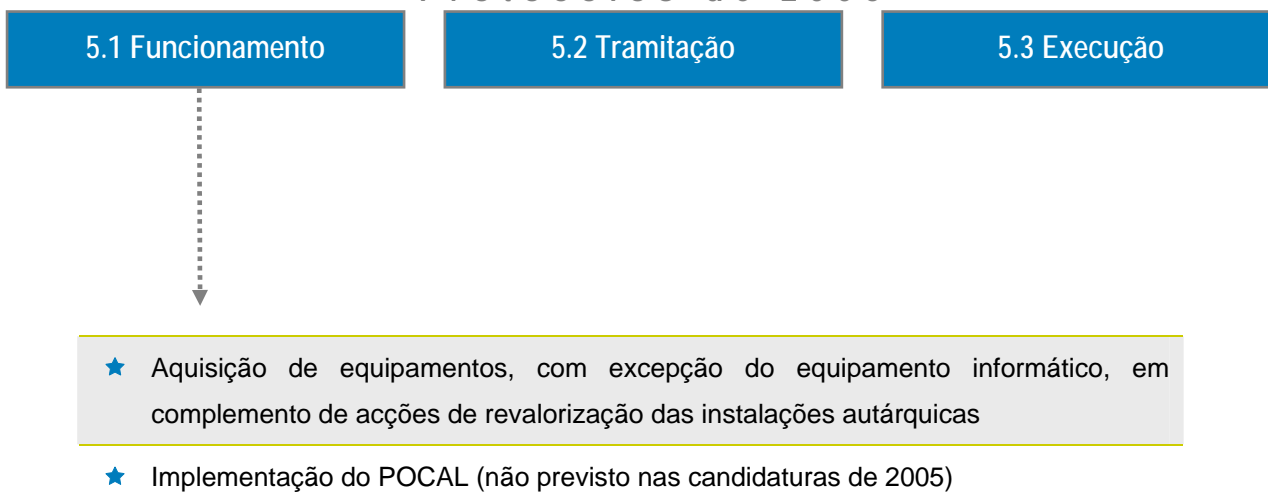 5.1 Funcionamento
5.2 Tramitação
5.3 Execução
Aquisição de equipamentos, com excepção do equipamento informático, em
complemento de acções de revalorização das instalações autárquicas
Implementação do POCAL (não previsto nas candidaturas de 2005)